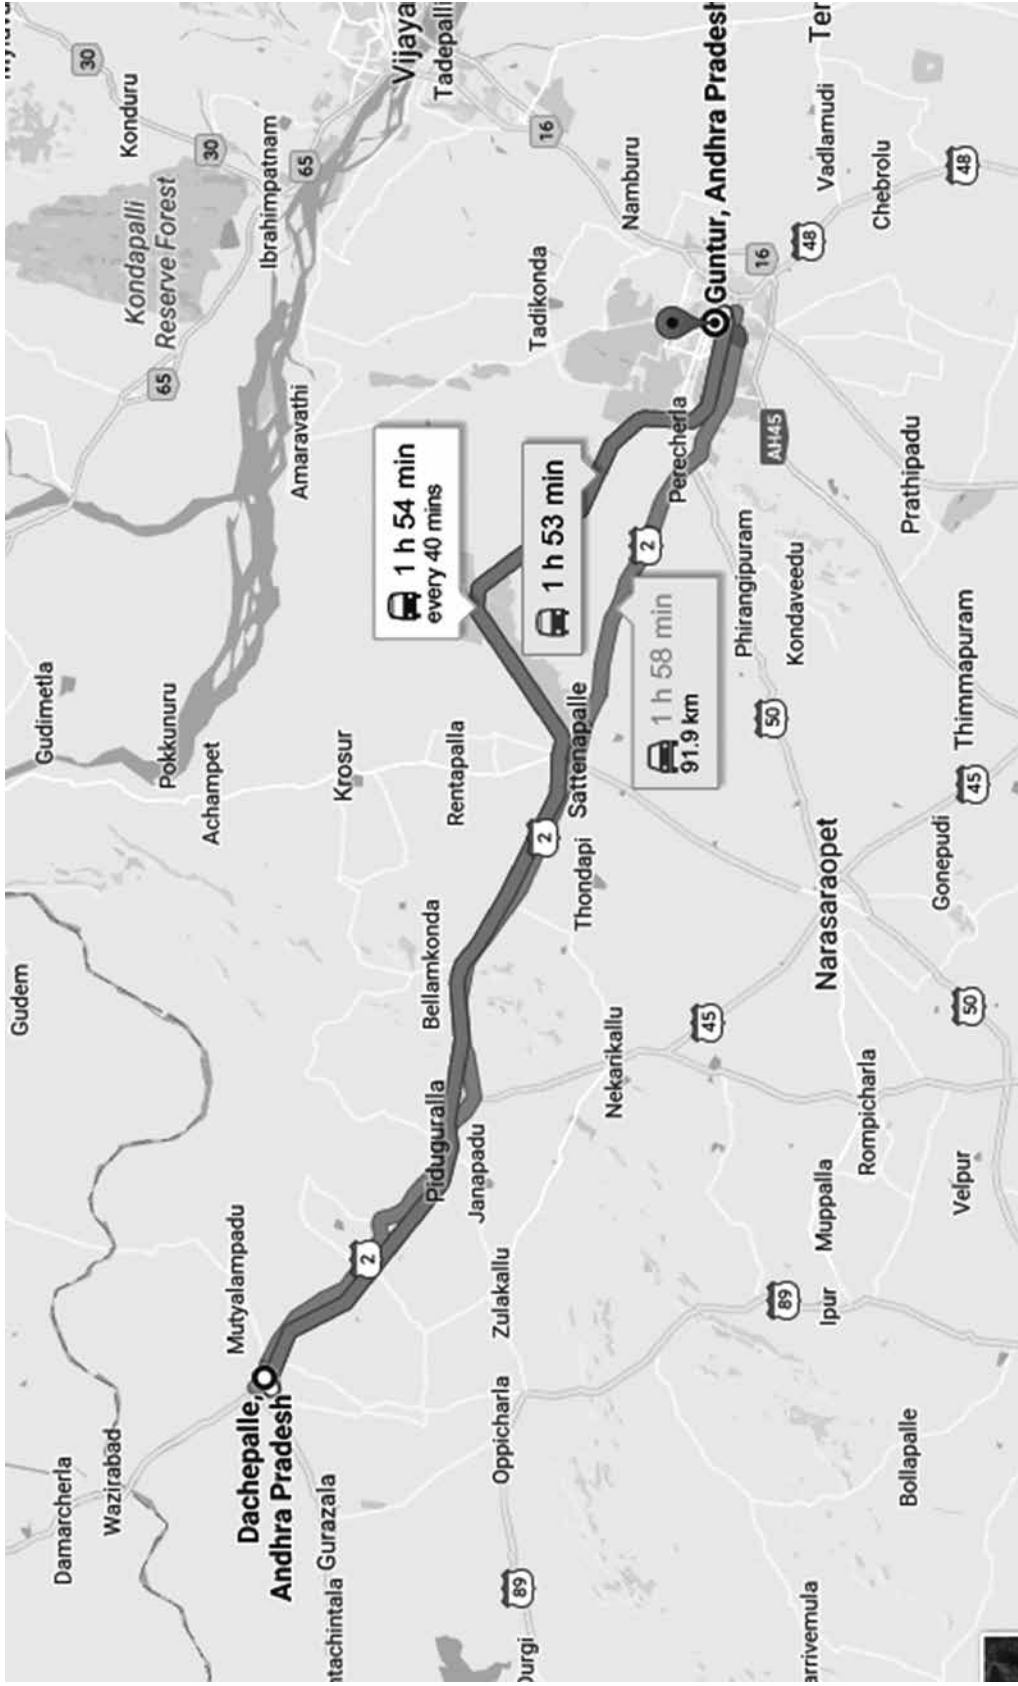 Damarcherla
Wazirabad
Gudem
Gudimetla
30
Konduru
Mutyalampadu
Pokkunuru
Achampet
65
Kondapalli
Reserve Forest
30
Dachepalle,
Andhra Pradesh
Amaravathi
Ibrahimpatnam
65
Gurazala
tachintala
2
Krosur
Vijaya
Bellamkonda
Rentapalla
1 h 54 min
every 40 mins
Tadepalli
Piduguralla
Janapadu
Oppicharla
Zulakallu
89
Durgi
2
Sattenapalle
Thondapi
1 h 53 min
Tadikonda
16
Nekarikallu
2
Namburu
1 h 58 min
91.9 km
Perecherla
45
Guntur, Andhra Pradesh
Phirangipuram
50
AH45
16
89
Kondaveedu
48
arrivemula
Ipur
Muppalla
Narasaraopet
Vadlamudi
Ter
Rompicharla
Bollapalle
Prathipadu
Chebrolu
Gonepudi
Velpur
50
45
Thimmapuram
48